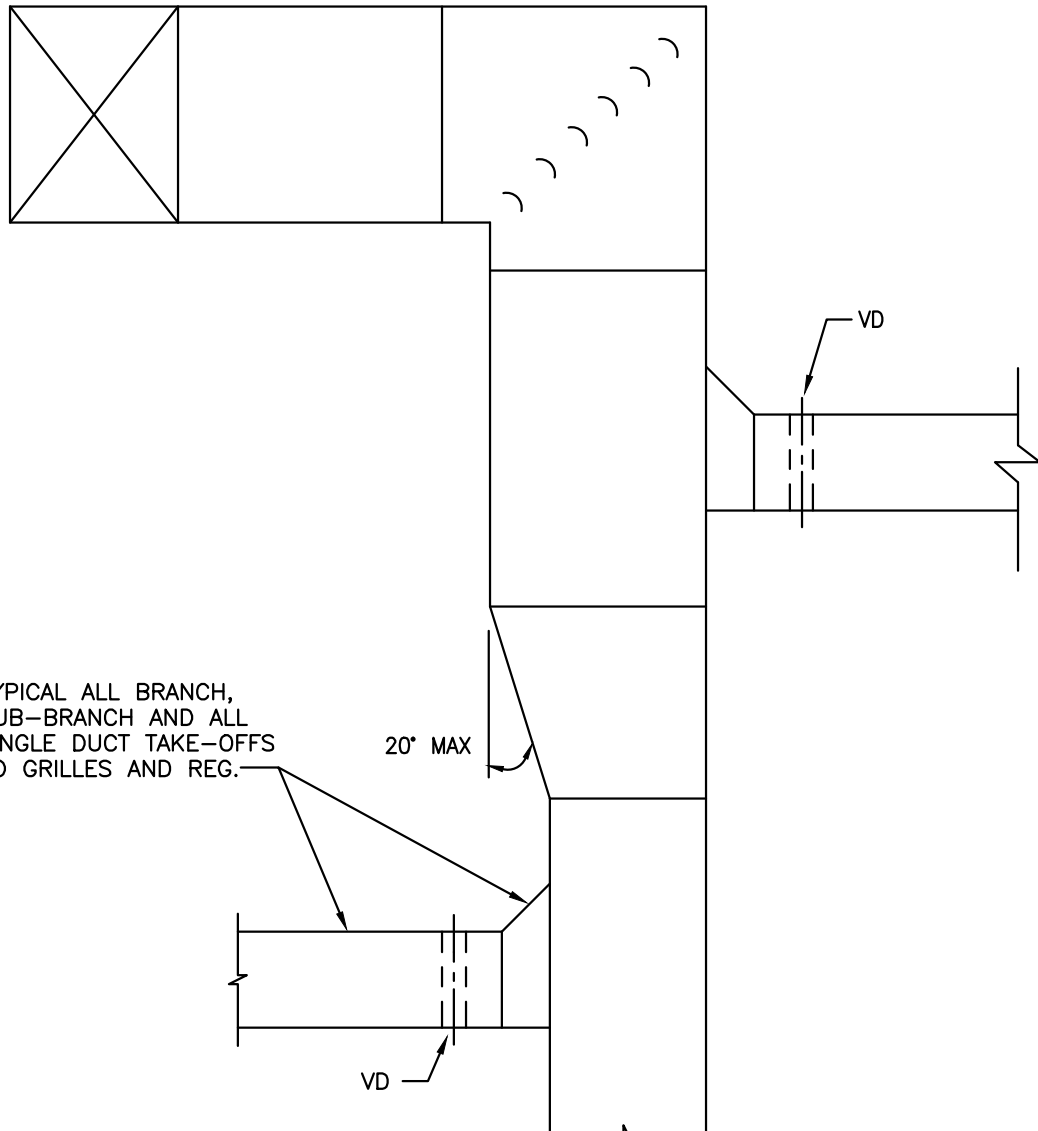 VD
YPICAL ALL BRANCH,
UB-BRANCH AND ALL
NGLE DUCT TAKE-OFFS
O GRILLES AND REG.
20° MAX
VD